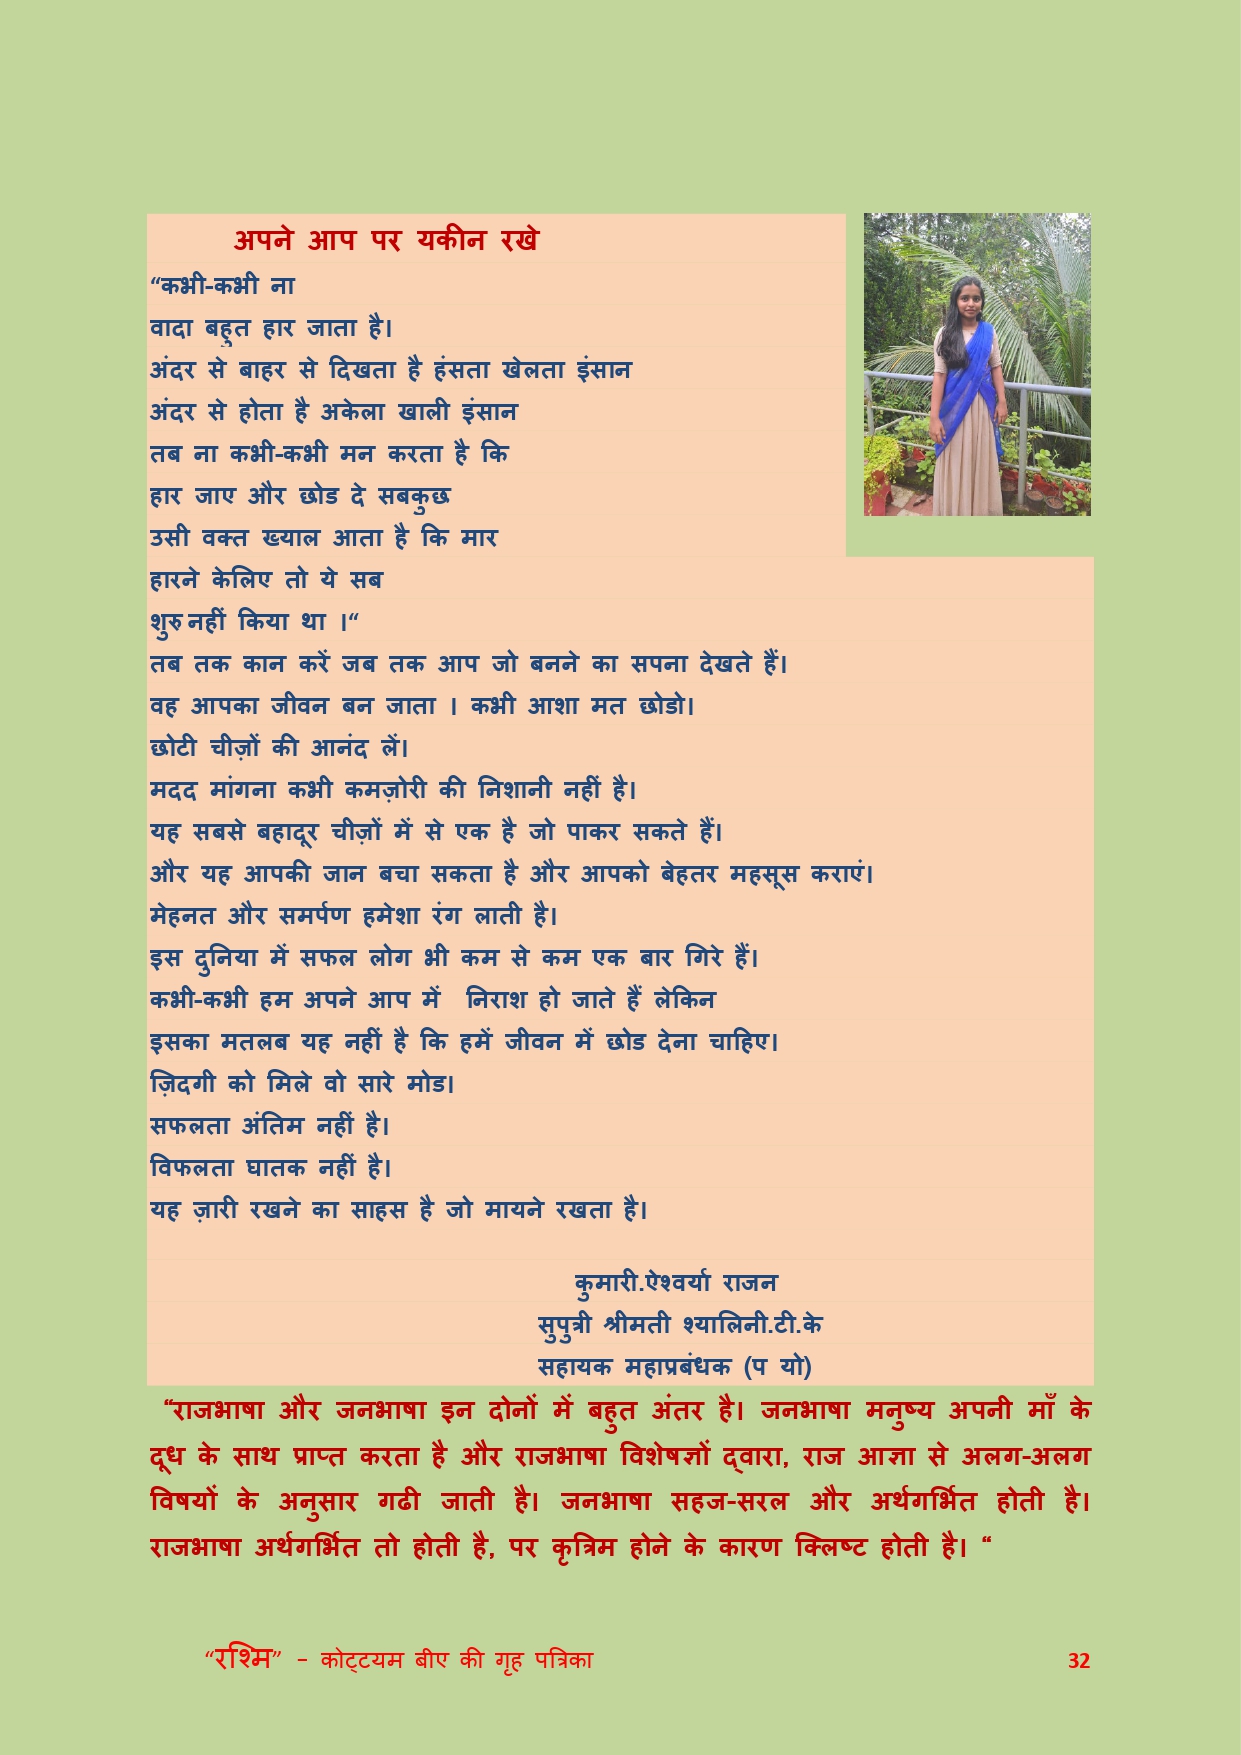 अपने आप पर यकीन रखे
“कभी-कभी ना
वादा बहुत हार जाता है।
अंदर से बाहर से दिखता है हंसता खेलता इंसान
अंदर से होता है अकेला खाली इंसान
तब ना कभी-कभी मन करता है कि
हार जाए और छोड दे सबकुछ
उसी वक्त ख्याल आता है कि मार
हारने केलिए तो ये सब
शुरु नहीं किया था ।“
तब तक कान करें जब तक आप जो बनने का सपना देखते हैं।
वह आपका जीवन बन जाता । कभी आशा मत छोडो।
छोटी चीज़ों की आनंद लें।
मदद मांगना कभी कमज़ोरी की निशानी नहीं है।
यह सबसे बहादूर चीज़ों में से एक है जो पाकर सकते हैं।
और यह आपकी जान बचा सकता है और आपको बेहतर महसूस कराएं।
मेहनत और समर्पण हमेशा रंग लाती है।
इस दुनिया में सफल लोग भी कम से कम एक बार गिरे हैं।
कभी-कभी हम अपने आप में निराश हो जाते हैं लेकिन
इसका मतलब यह नहीं है कि हमें जीवन में छोड देना चाहिए।
ज़िदगी को मिले वो सारे मोड।
सफलता अंतिम नहीं है।
विफलता घातक नहीं है।
यह ज़ारी रखने का साहस है जो मायने रखता है।
कुमारी.ऐश्वर्या राजन
सुपुत्री श्रीमती श्यालिनी.टी.के
सहायक महाप्रबंधक (प यो)
“राजभाषा और जनभाषा इन दोनों में बहुत अंतर है। जनभाषा मनुष्य अपनी माँ के
दूध के साथ प्राप्त करता है और राजभाषा विशेषज्ञों द्वारा, राज आज्ञा से अलग-अलग
विषयों के अनुसार गढी जाती है। जनभाषा सहज-सरल और अर्थगर्भित होती है।
राजभाषा अर्थगर्भित तो होती है, पर कृत्रिम होने के कारण क्लिष्ट होती है। “
“रश्मि” – कोट्टयम बीए की गृह पत्रिका 32